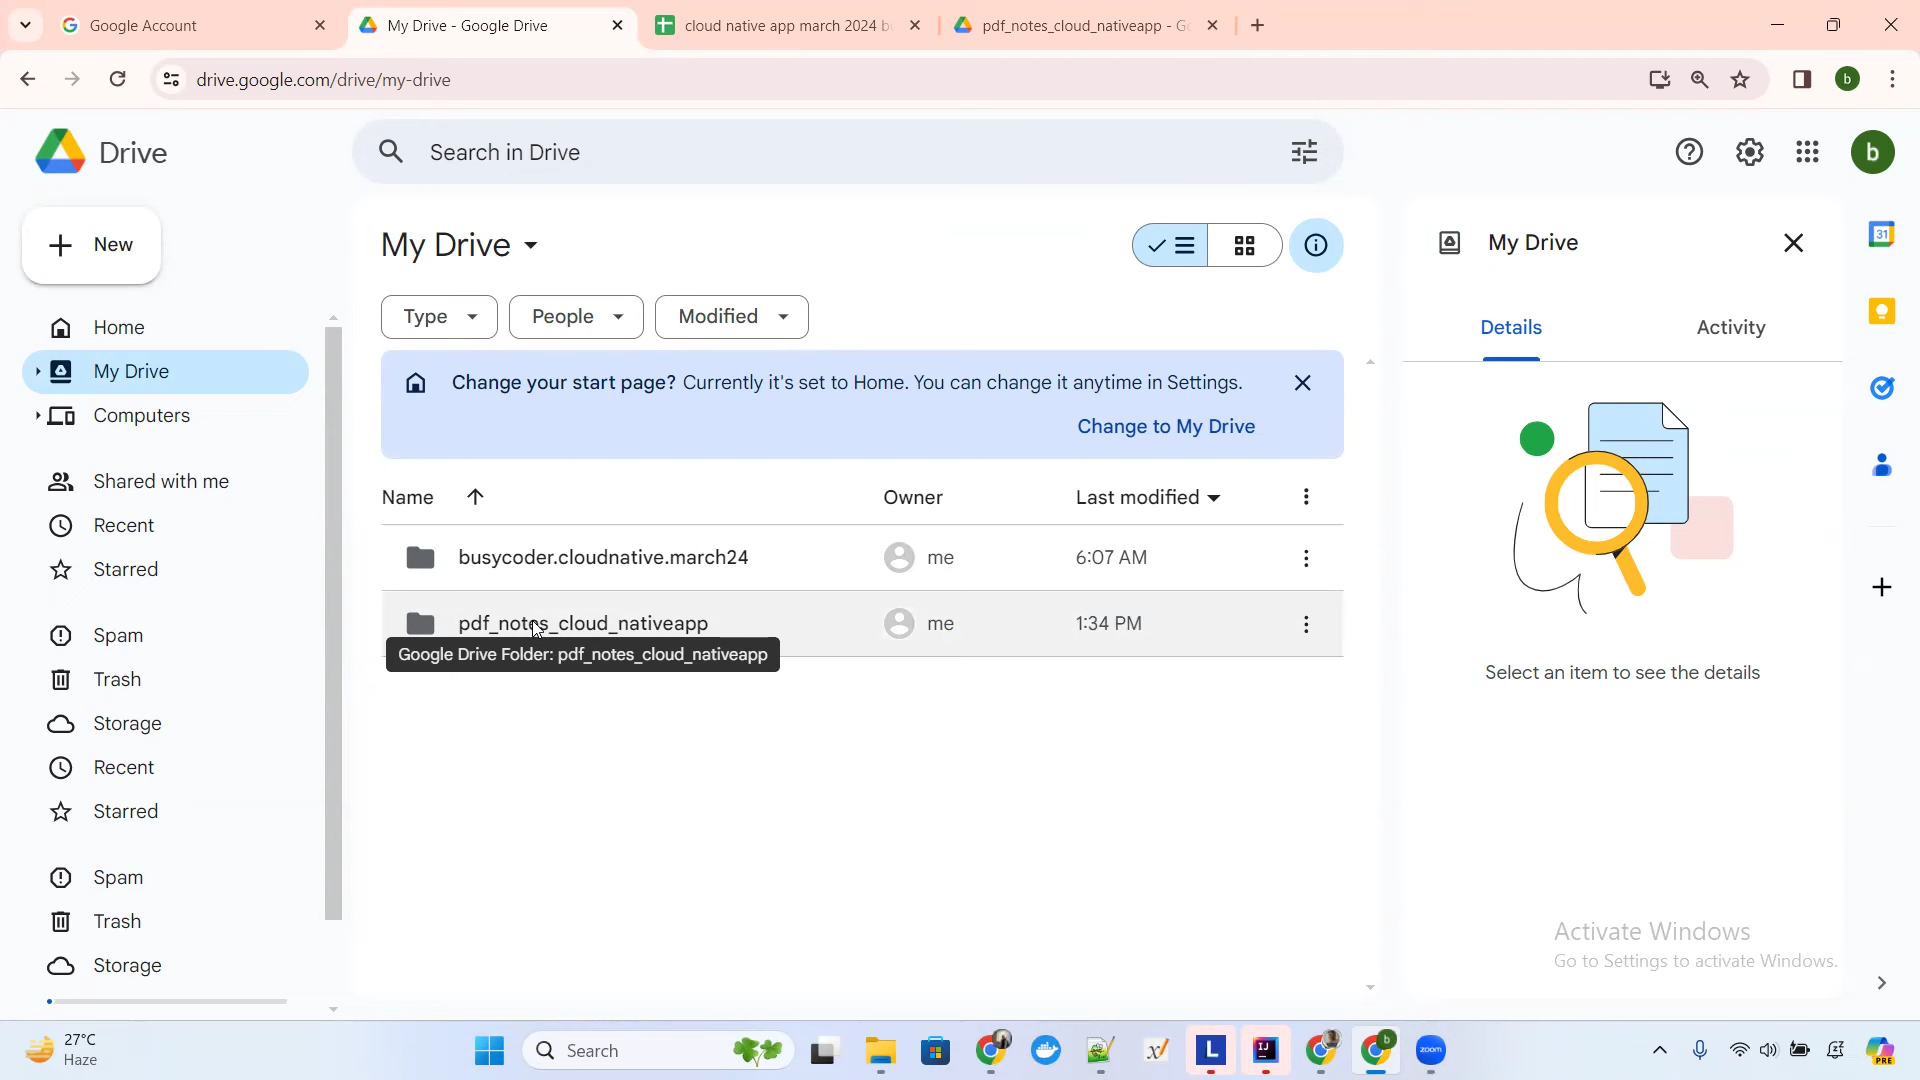 Google Account
My Drive - Google Drive
cloud native app march 2024 b
pdf_notes_cloud_nativeapp - G
drive.google.com/drive/my-drive
b
Drive
Search in Drive
b
New
Home
My Drive
Computers
Shared with me
Recent
Starred
Spam
Trash
Storage
Recent
Starred
Spam
Trash
Storage
My Drive
Type
People
Modified
Change your start page? Currently it's set to Home. You can change it anytime in Settings.
Change to My Drive
Name
Owner
Last modified
busycoder.cloudnative.march24
me
6:07 AM
pdf_notes_cloud_nativeapp
me
1:34 PM
Google Drive Folder: pdf_notes_cloud_nativeapp
My Drive
Details
Activity
Select an item to see the details
31
Activate Windows
Go to Settings to activate Windows.
27°C
Haze
Search
L
IJ
b
zoom
PRE